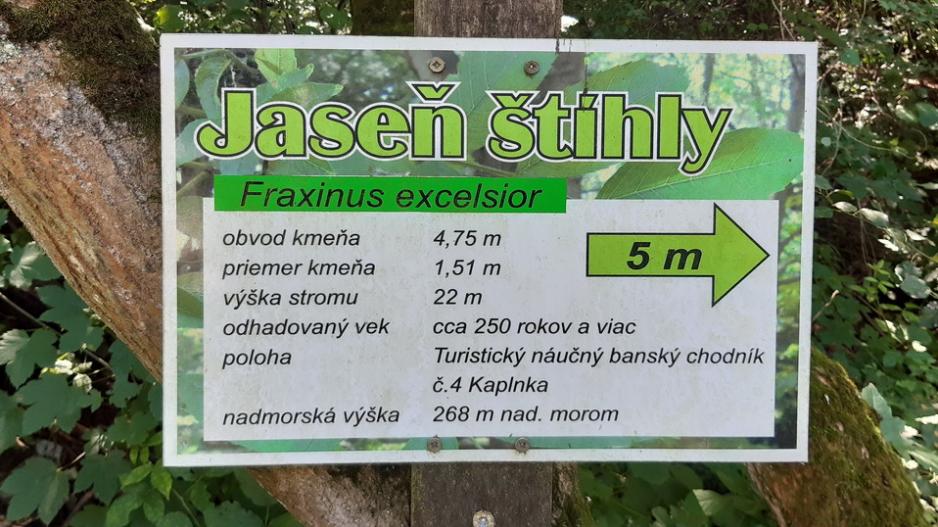 Jaseň štíhly
Fraxinus excelsior
5 m
obvod kmeňa 4,75 m
priemer kmeňa 1,51 m
výška stromu 22 m
odhadovaný vek cca 250 rokov a viac
poloha Turistický náučný banský chodník
č.4 Kaplnka
nadmorská výška 268 m nad. morom